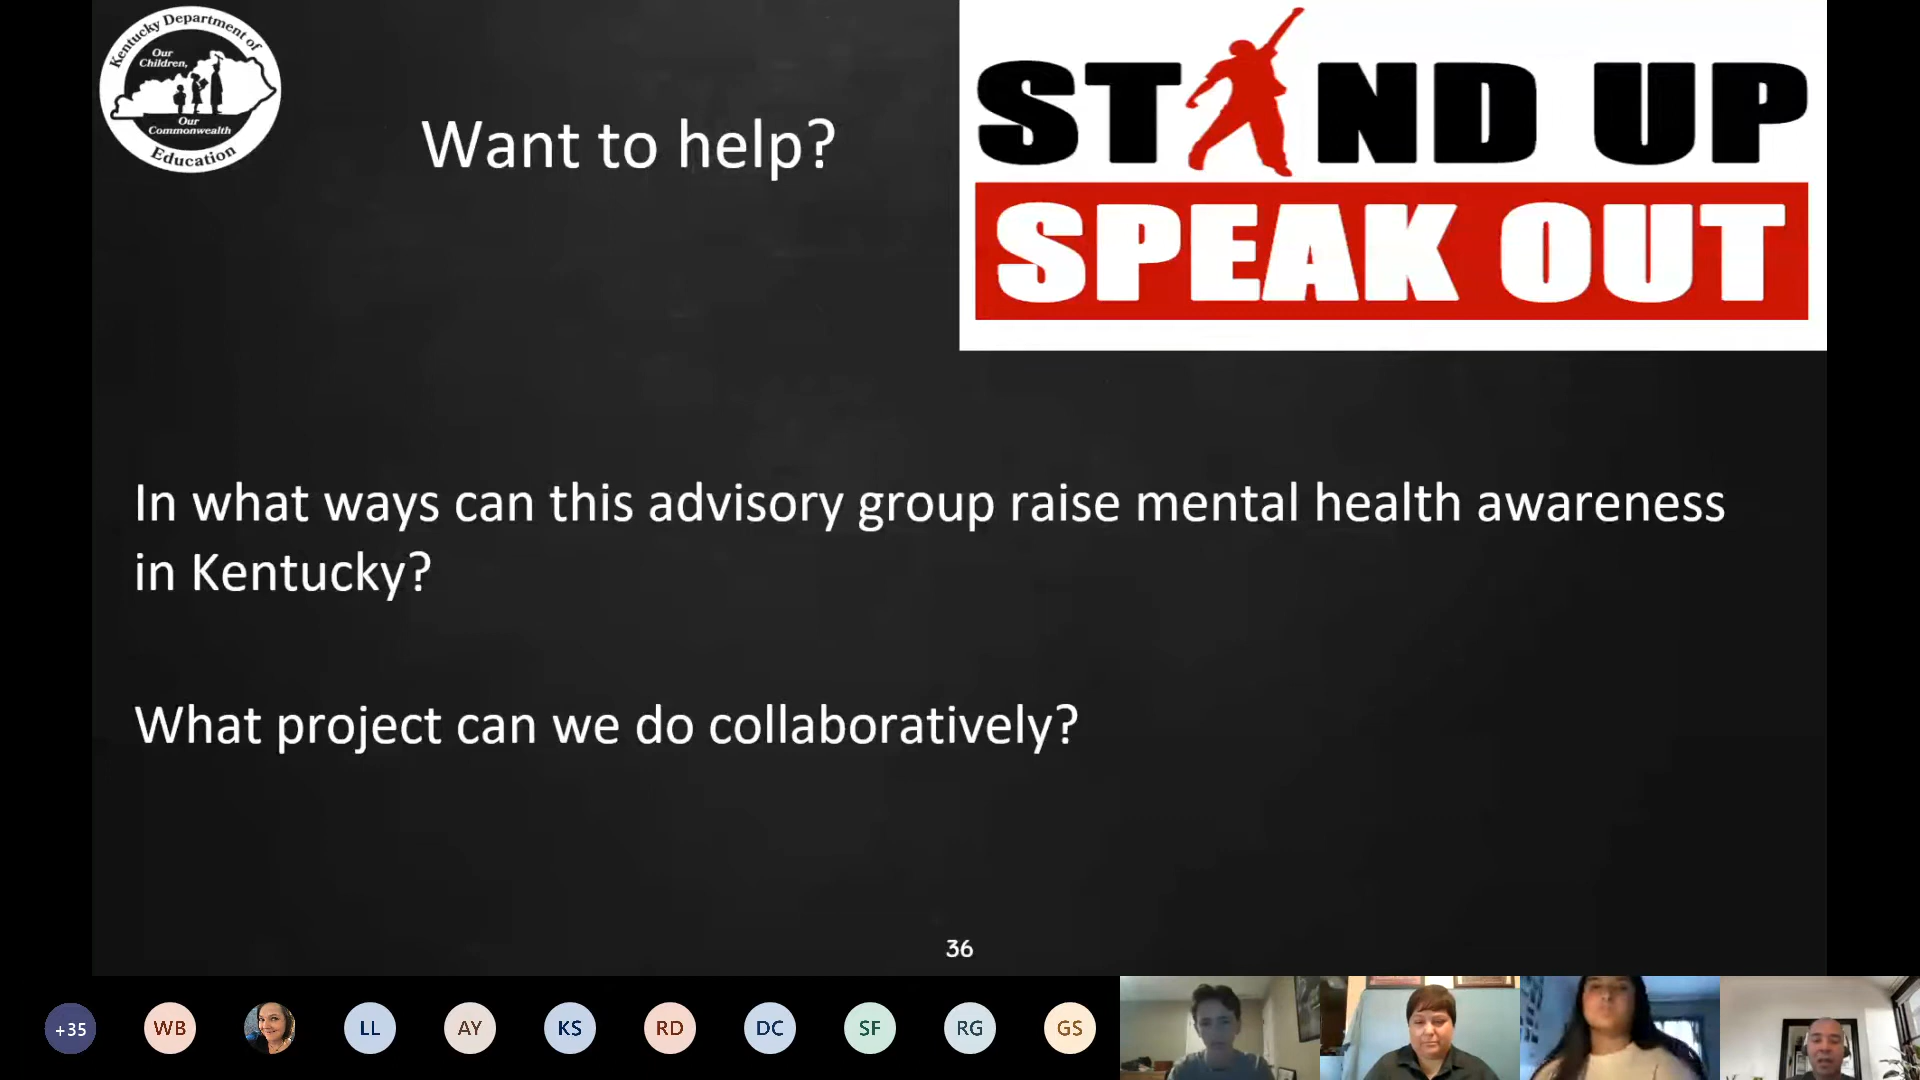 Kentucky Department of
Our
Children,
Our
Commonwealth
Education
Want to help?
STAND UP
SPEAK OUT
In what ways can this advisory group raise mental health awareness
in Kentucky?
What project can we do collaboratively?
36
+35
WB
LL
AY
KS
RD
DC
SF
RG
GS